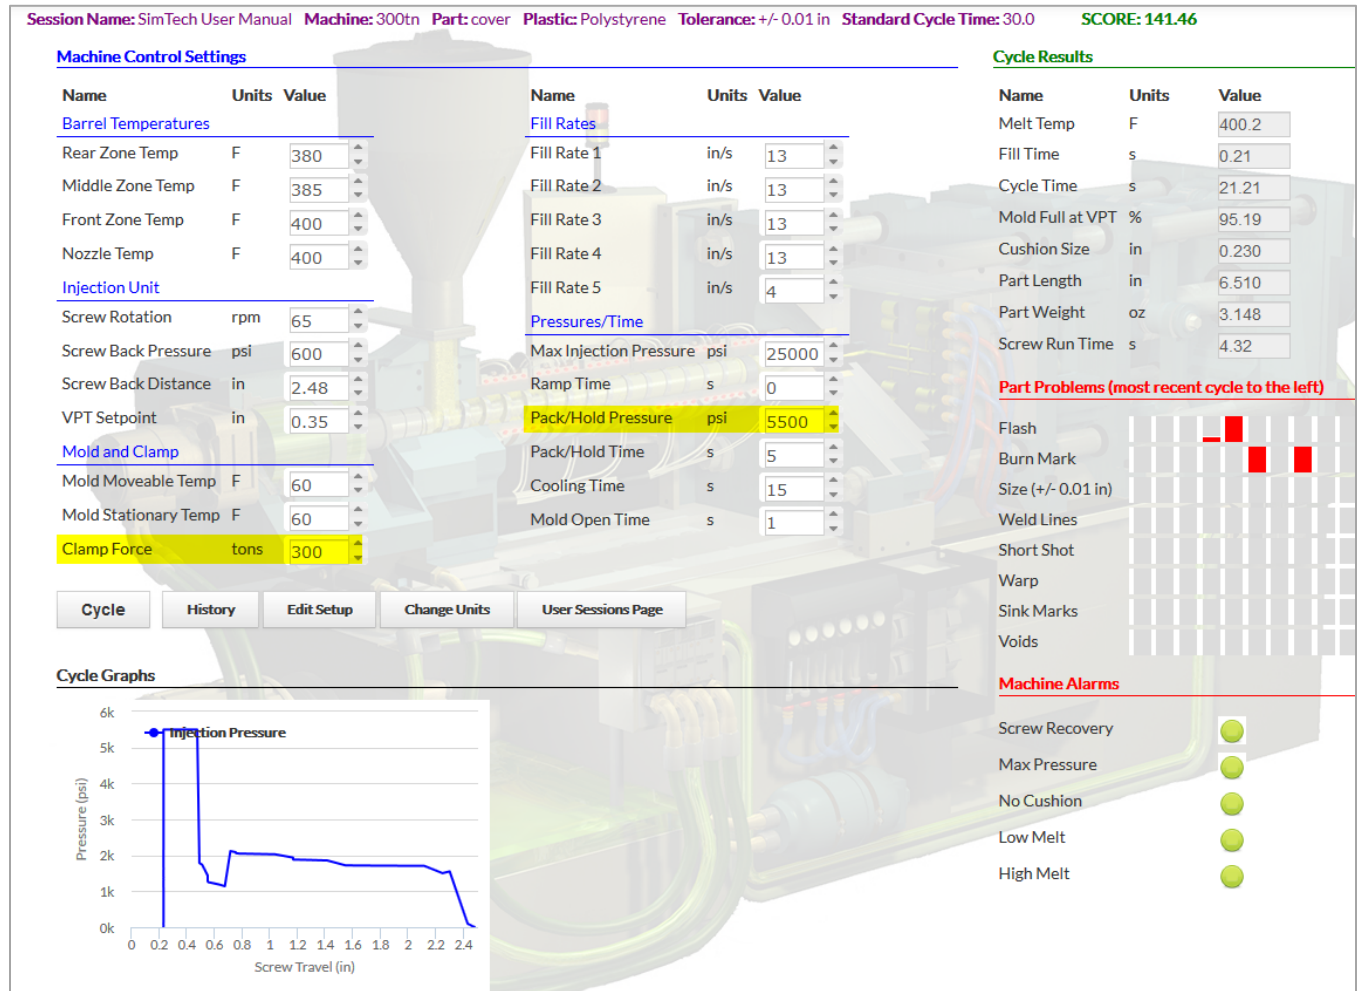 Session Name: SimTech User Manual Machine: 300tn Part: cover Plastic: Polystyrene Tolerance: +/- 0.01 in Standard Cycle Time: 30.0 SCORE: 141.46
Machine Control Settings
Name Units Value
Barrel Temperatures
Rear Zone Temp F 380
Middle Zone Temp F 385
Front Zone Temp F 400
Nozzle Temp F 400
Injection Unit
Screw Rotation rpm 65
Screw Back Pressure psi 600
Screw Back Distance in 2.48
VPT Setpoint in 0.35
Mold and Clamp
Mold Moveable Temp F 60
Mold Stationary Temp F 60
Clamp Force tons 300
Name Units Value
Fill Rates
Fill Rate 1 in/s 13
Fill Rate 2 in/s 13
Fill Rate 3 in/s 13
Fill Rate 4 in/s 13
Fill Rate 5 in/s 4
Pressures/Time
Max Injection Pressure psi 25000
Ramp Time s 0
Pack/Hold Pressure psi 5500
Pack/Hold Time s 5
Cooling Time s 15
Mold Open Time s 1
Cycle History Edit Setup Change Units User Sessions Page
Cycle Graphs
Injection Pressure
Pressure (psi)
6k
5k
4k
3k
2k
1k
0k
0 0.2 0.4 0.6 0.8 1 1.2 1.4 1.6 1.8 2 2.2 2.4
Screw Travel (in)
Cycle Results
Name Units Value
Melt Temp F 400.2
Fill Time s 0.21
Cycle Time s 21.21
Mold Full at VPT % 95.19
Cushion Size in 0.230
Part Length in 6.510
Part Weight oz 3.148
Screw Run Time s 4.32
Part Problems (most recent cycle to the left)
Flash
Burn Mark
Size (+/- 0.01 in)
Weld Lines
Short Shot
Warp
Sink Marks
Voids
Machine Alarms
Screw Recovery
Max Pressure
No Cushion
Low Melt
High Melt